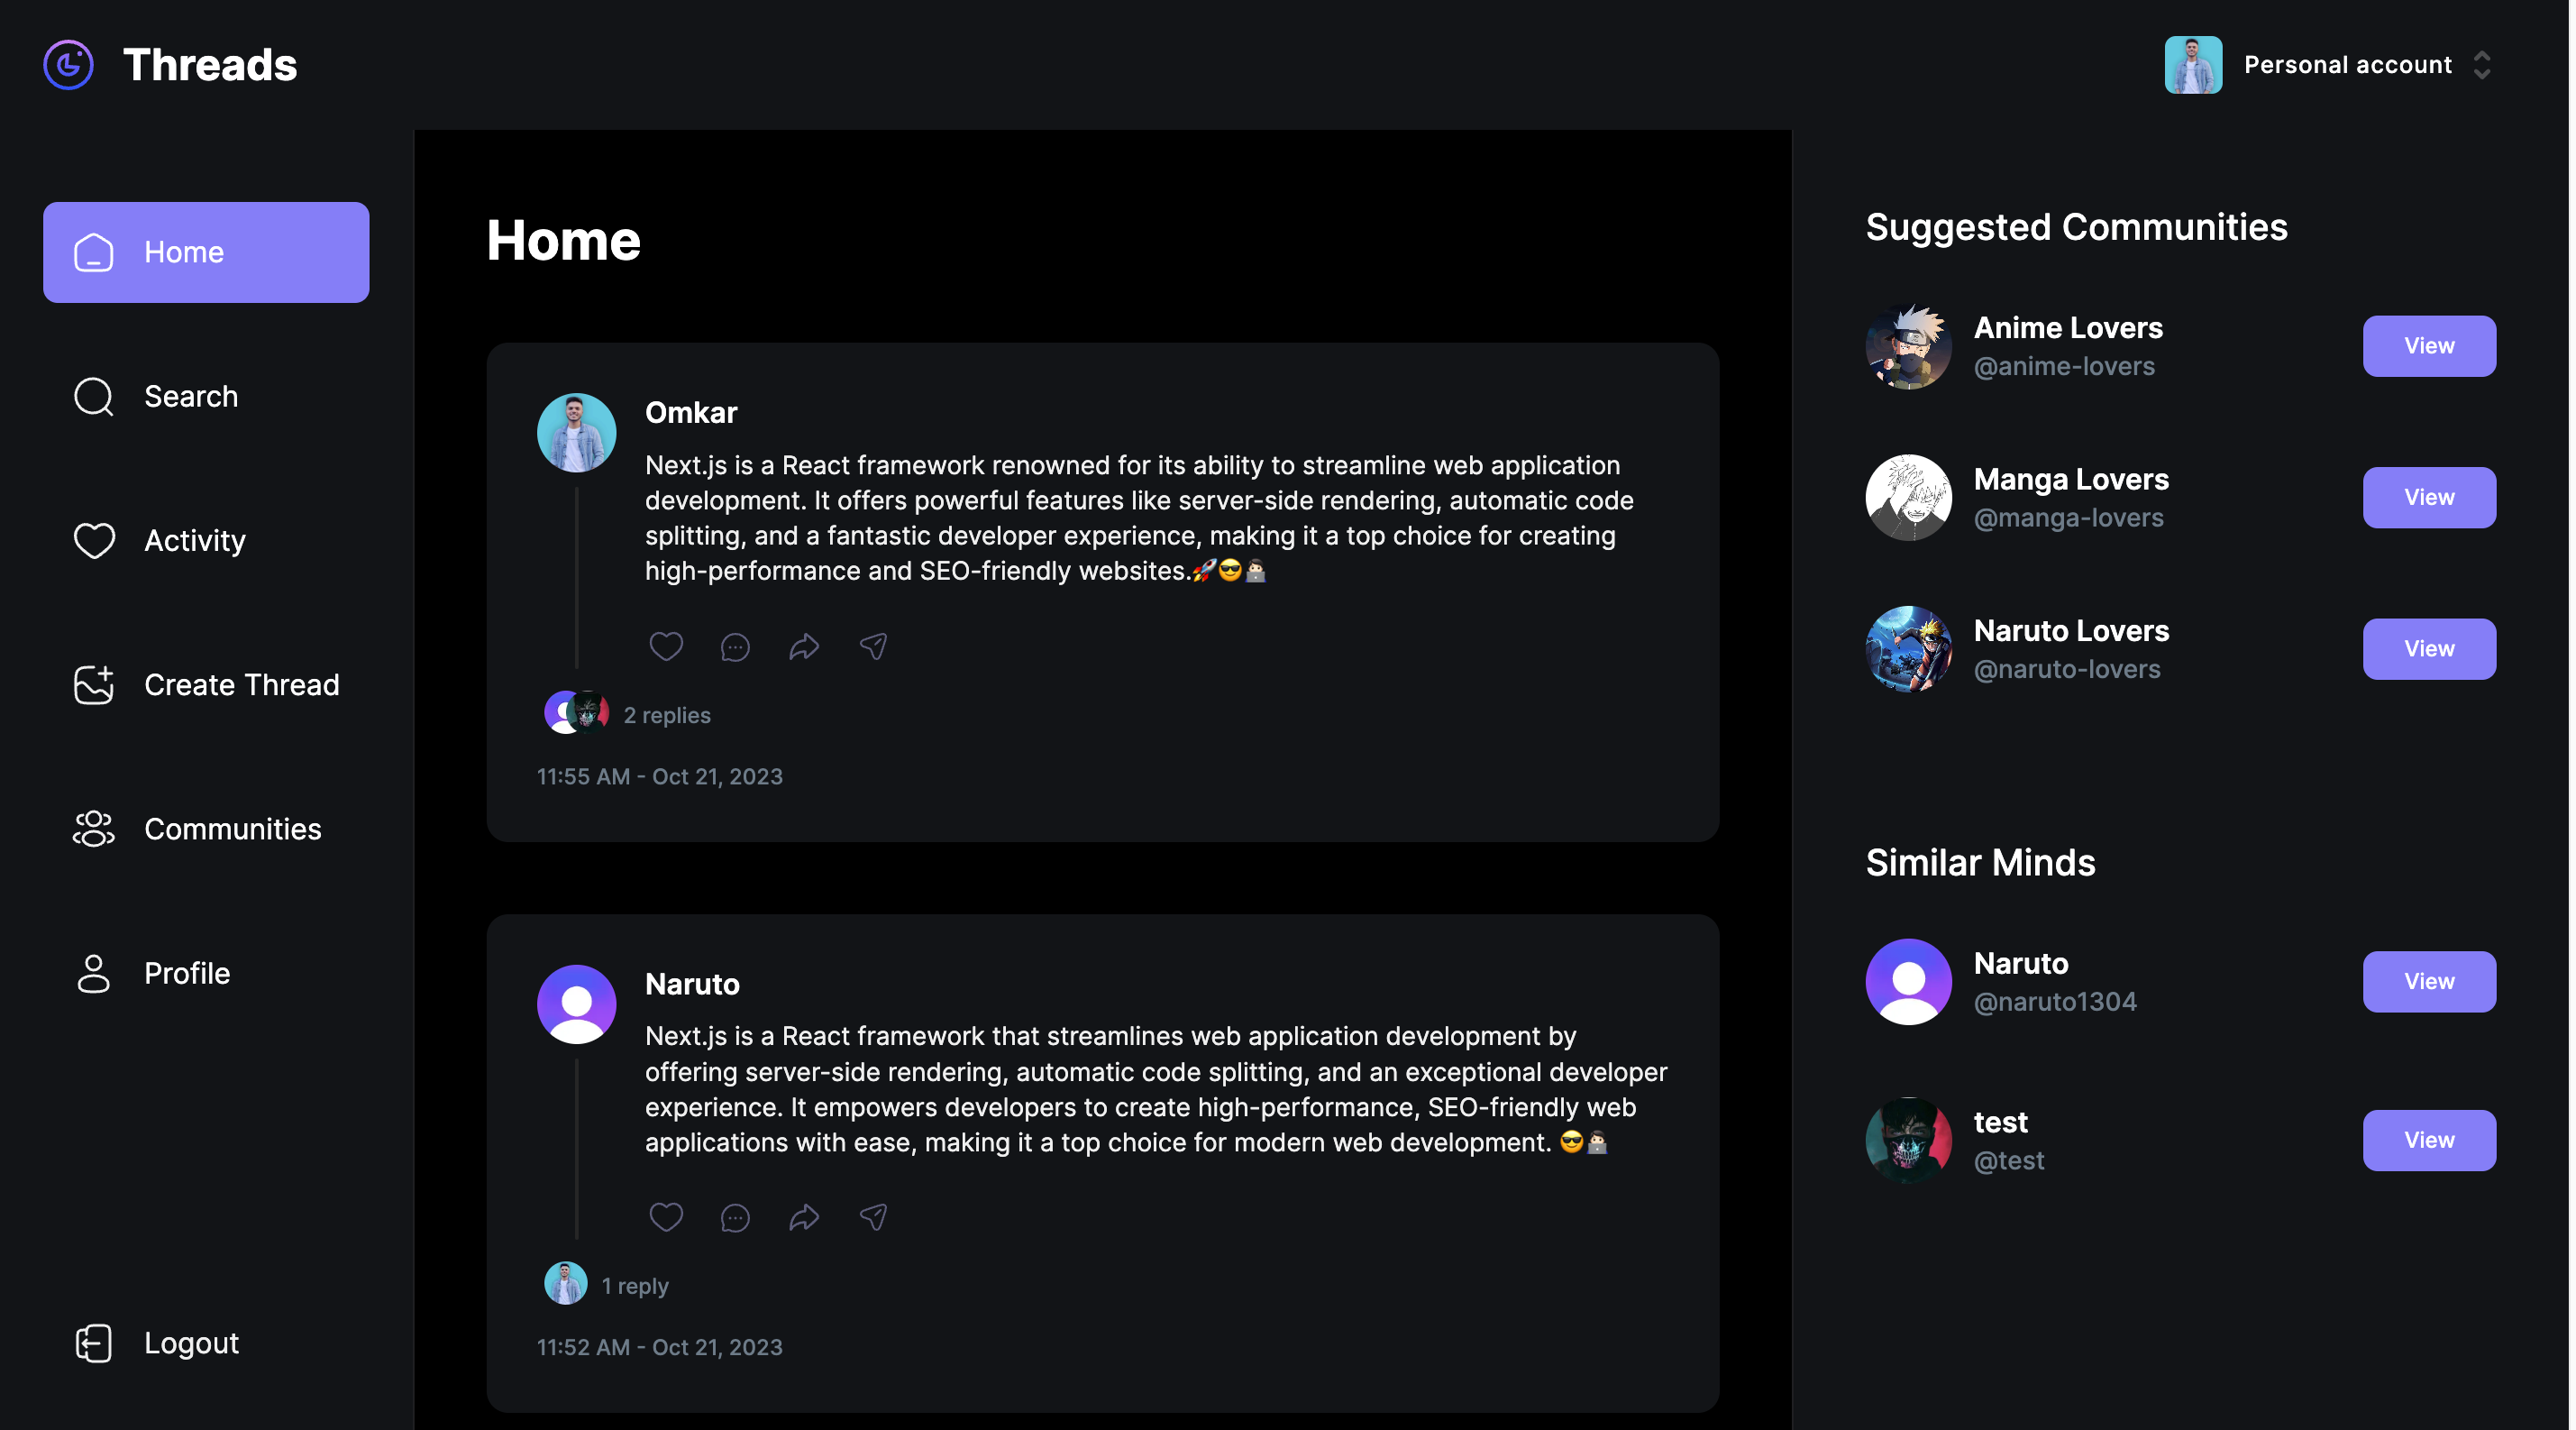 Threads
Personal account
Home
Search
Activity
Create Thread
Communities
Profile
Logout
Home
Omkar
Next.js is a React framework renowned for its ability to streamline web application
development. It offers powerful features like server-side rendering, automatic code
splitting, and a fantastic developer experience, making it a top choice for creating
high-performance and SEO-friendly websites.🚀😎👨🏻‍💻
2 replies
11:55 AM - Oct 21, 2023
Naruto
Next.js is a React framework that streamlines web application development by
offering server-side rendering, automatic code splitting, and an exceptional developer
experience. It empowers developers to create high-performance, SEO-friendly web
applications with ease, making it a top choice for modern web development. 😎👨🏻‍💻
1 reply
11:52 AM - Oct 21, 2023
Suggested Communities
Anime Lovers
@anime-lovers
View
Manga Lovers
@manga-lovers
View
Naruto Lovers
@naruto-lovers
View
Similar Minds
Naruto
@naruto1304
View
test
@test
View